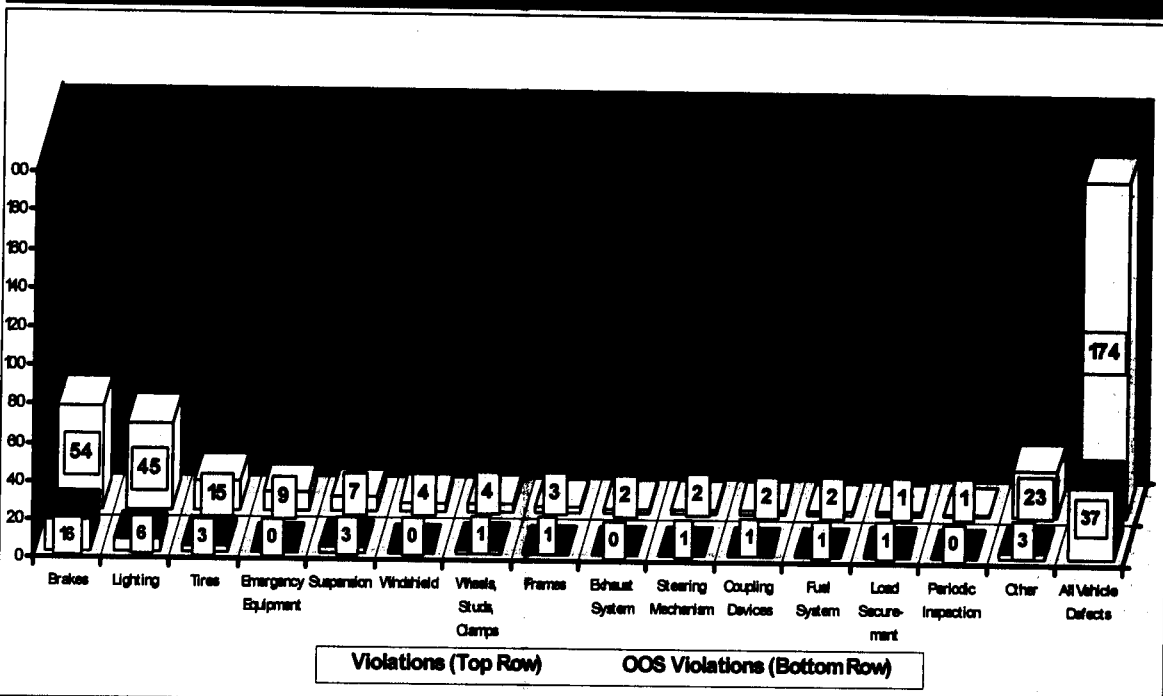 00
180
160
140
120
100
80
60
40
20
0
54
45
15
9
7
4
4
3
2
2
2
2
1
1
23
174
16
6
3
0
3
0
1
1
0
1
1
1
1
0
3
37
Brakes
Lighting
Tires
Emergency
Equipment
Suspension
Windshield
Wheels,
Studs,
Clamps
Frames
Exhaust
System
Steering
Mechanism
Coupling
Devices
Fuel
System
Load
Secure-
ment
Periodic
Inspection
Other
All Vehicle
Defects
Violations (Top Row) OOS Violations (Bottom Row)